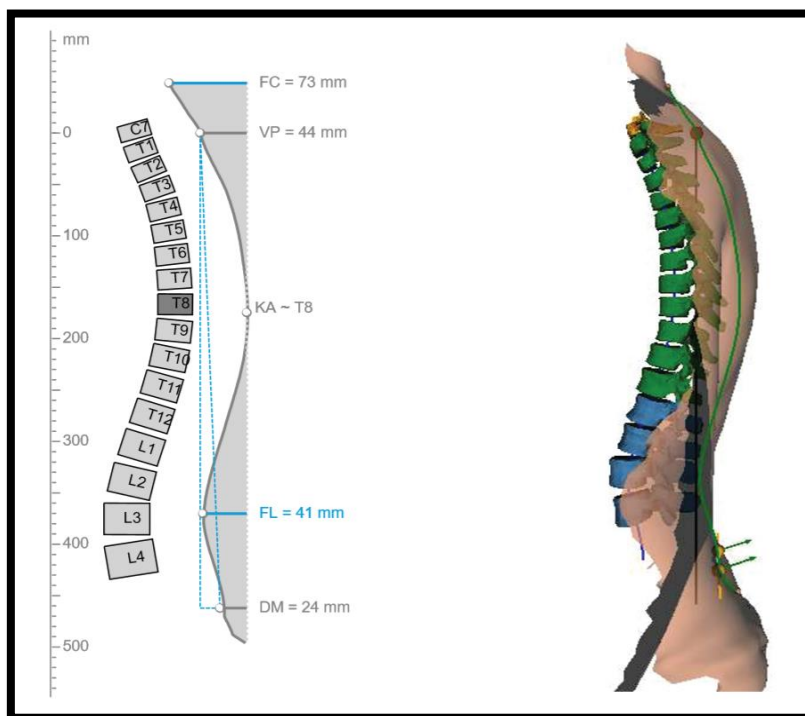 mm
FC = 73 mm
0
VP = 44 mm
C7
T1
T2
T3
T4
100
T5
T6
T7
T8
KA ~ T8
200
T9
T10
T11
T12
300
L1
L2
L3
FL = 41 mm
400
L4
DM = 24 mm
500